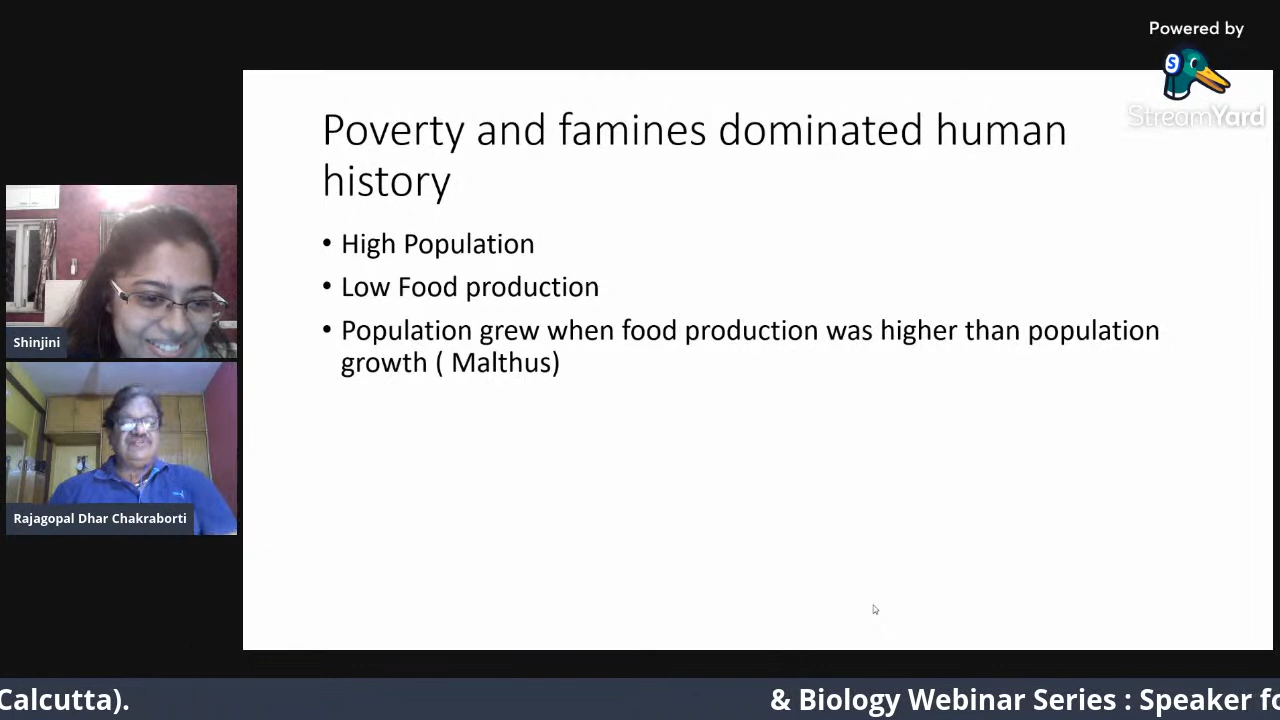 Powered by
S
StreamYard
Poverty and famines dominated human
history
• High Population
• Low Food production
• Population grew when food production was higher than population
growth ( Malthus)
Shinjini
Rajagopal Dhar Chakraborti
Calcutta).
& Biology Webinar Series : Speaker fo